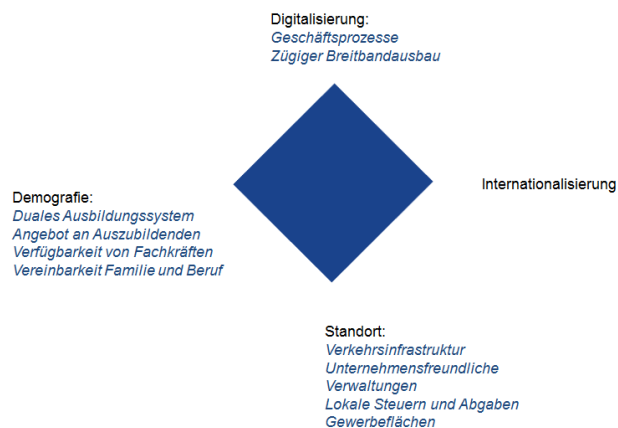 Digitalisierung:
Geschäftsprozesse
Zügiger Breitbandausbau
Internationalisierung
Demografie:
Duales Ausbildungssystem
Angebot an Auszubildenden
Verfügbarkeit von Fachkräften
Vereinbarkeit Familie und Beruf
Standort:
Verkehrsinfrastruktur
Unternehmensfreundliche
Verwaltungen
Lokale Steuern und Abgaben
Gewerbeflächen